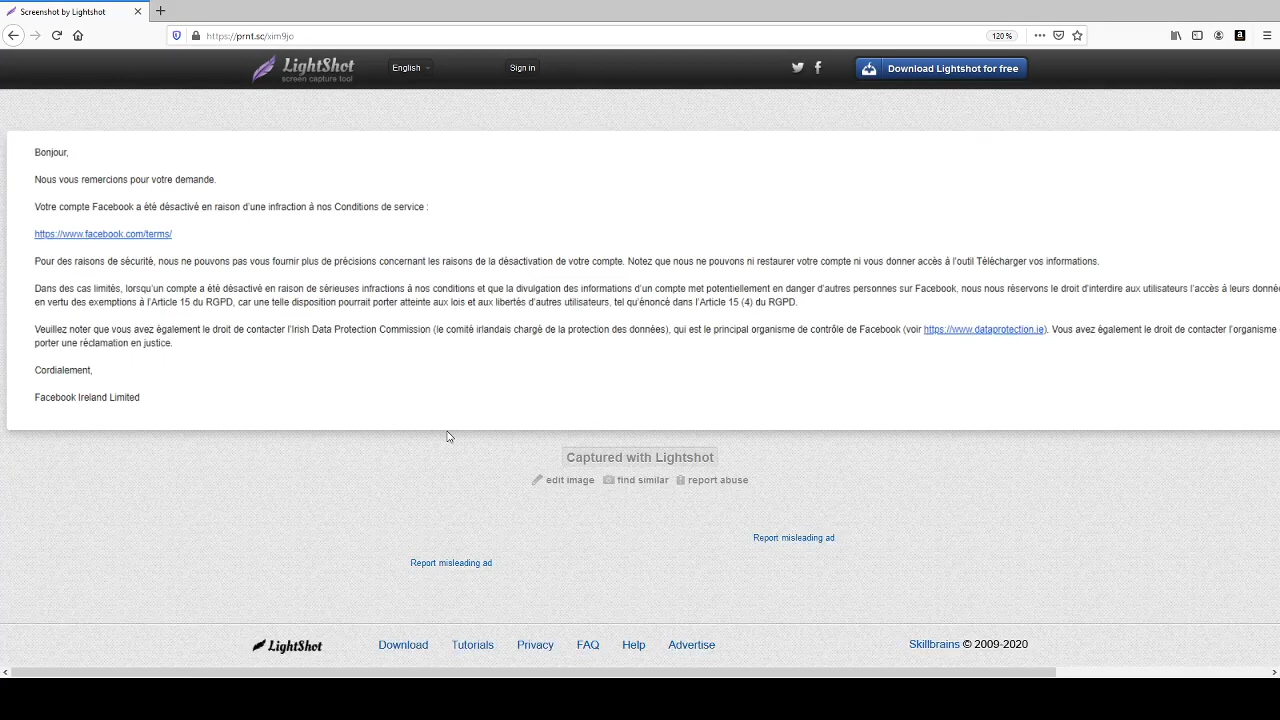 Screenshot by Lightshot
https://prnt.sc/xim9jo
120 %
LightShot
screen capture tool
English
Sign in
Download Lightshot for free
Bonjour,
Nous vous remercions pour votre demande.
Votre compte Facebook a été désactivé en raison d'une infraction à nos Conditions de service :
https://www.facebook.com/terms/
Pour des raisons de sécurité, nous ne pouvons pas vous fournir plus de précisions concernant les raisons de la désactivation de votre compte. Notez que nous ne pouvons ni restaurer votre compte ni vous donner accès à l'outil Télécharger vos informations.
Dans des cas limités, lorsqu'un compte a été désactivé en raison de sérieuses infractions à nos conditions et que la divulgation des informations d'un compte met potentiellement en danger d'autres personnes sur Facebook, nous nous réservons le droit d'interdire aux utilisateurs l'accès à leurs donnée
en vertu des exemptions à l'Article 15 du RGPD, car une telle disposition pourrait porter atteinte aux lois et aux libertés d'autres utilisateurs, tel qu'énoncé dans l'Article 15 (4) du RGPD.
Veuillez noter que vous avez également le droit de contacter l'Irish Data Protection Commission (le comité irlandais chargé de la protection des données), qui est le principal organisme de contrôle de Facebook (voir https://www.dataprotection.ie). Vous avez également le droit de contacter l'organisme
porter une réclamation en justice.
Cordialement,
Facebook Ireland Limited
Captured with Lightshot
edit image find similar report abuse
Report misleading ad
Report misleading ad
LightShot
Download Tutorials Privacy FAQ Help Advertise
Skillbrains © 2009-2020